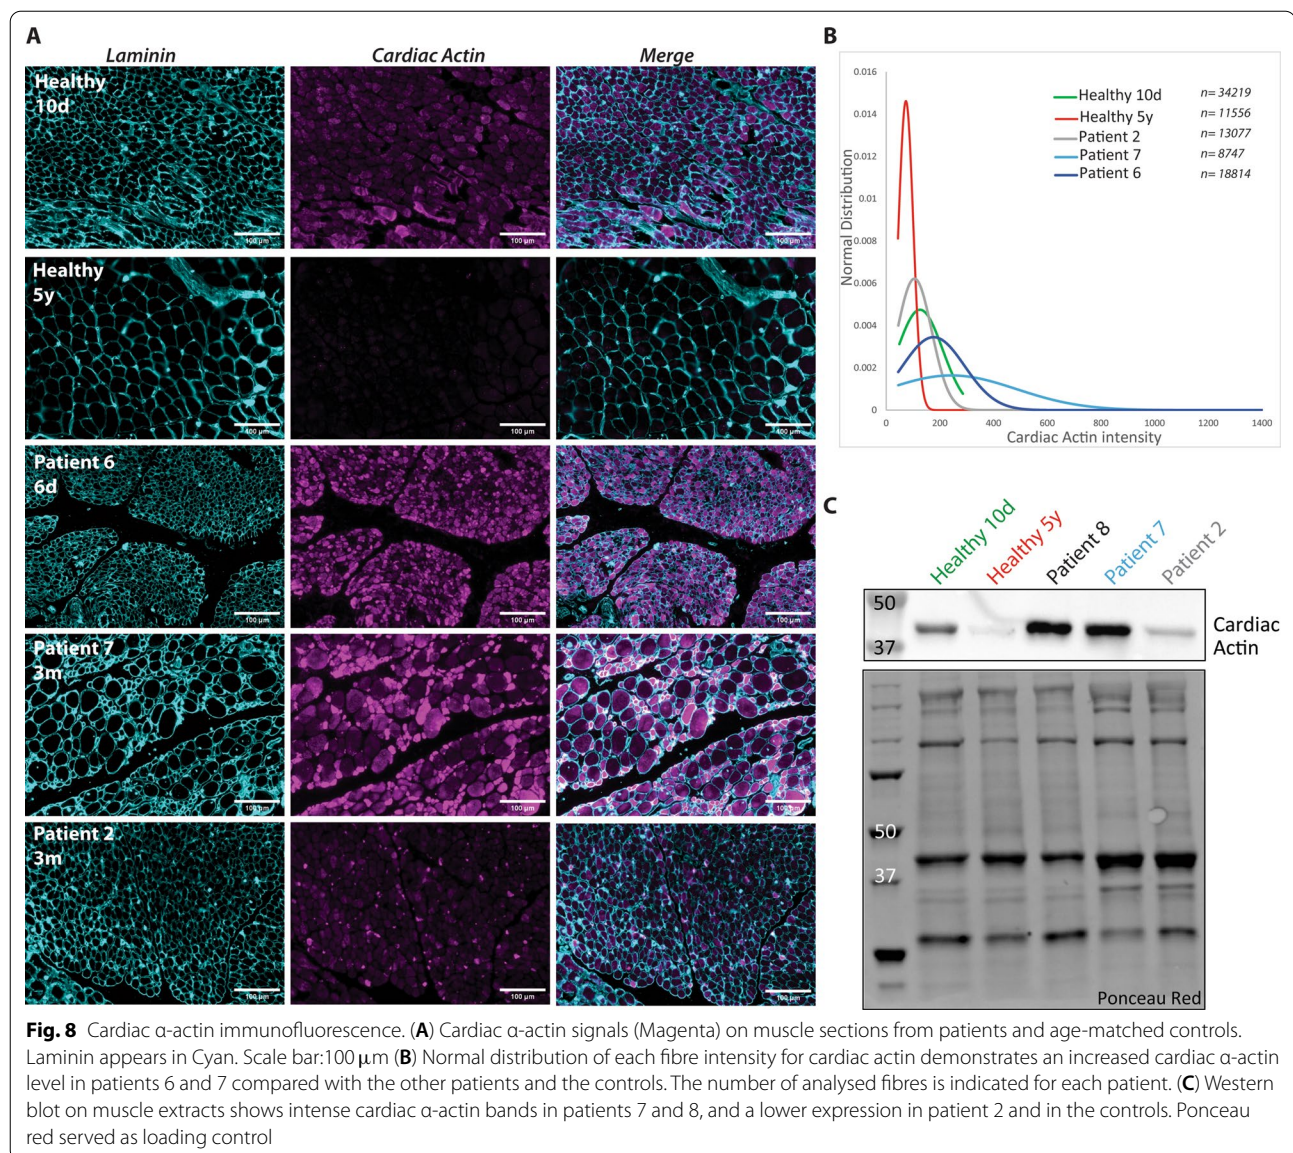 A
Laminin
Cardiac Actin
Merge
Healthy
10d
100 µm
100 µm
100 µm
Healthy
5y
100 µm
100 µm
100 µm
Patient 6
6d
100 µm
100 µm
100 µm
Patient 7
3m
100 µm
100 µm
100 µm
Patient 2
3m
100 µm
100 µm
100 µm
B
0.016
0.014
0.012
0.01
0.008
0.006
0.004
0.002
0
Normal Distribution
Healthy 10d n= 34219
Healthy 5y n= 11556
Patient 2 n= 13077
Patient 7 n= 8747
Patient 6 n= 18814
0 200 400 600 800 1000 1200 1400
Cardiac Actin intensity
C
Healthy 10d
Healthy 5y
Patient 8
Patient 7
Patient 2
50
37
Cardiac
Actin
50
37
Ponceau Red
Fig. 8 Cardiac α-actin immunofluorescence. (A) Cardiac α-actin signals (Magenta) on muscle sections from patients and age-matched controls.
Laminin appears in Cyan. Scale bar:100 µm (B) Normal distribution of each fibre intensity for cardiac actin demonstrates an increased cardiac α-actin
level in patients 6 and 7 compared with the other patients and the controls. The number of analysed fibres is indicated for each patient. (C) Western
blot on muscle extracts shows intense cardiac α-actin bands in patients 7 and 8, and a lower expression in patient 2 and in the controls. Ponceau
red served as loading control